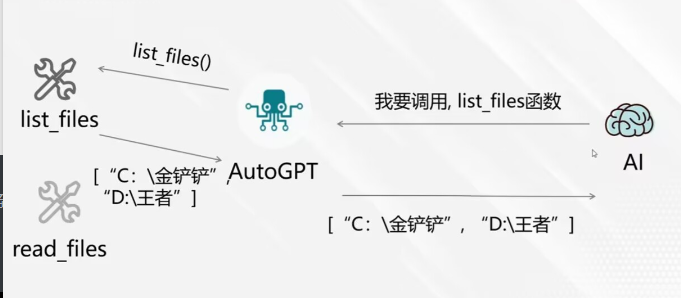 list_files()
我要调用, list_files函数
list_files
AI
[“C：\金铲铲”,
“D:\王者”]
AutoGPT
[“C：\金铲铲”, “D:\王者”]
read_files